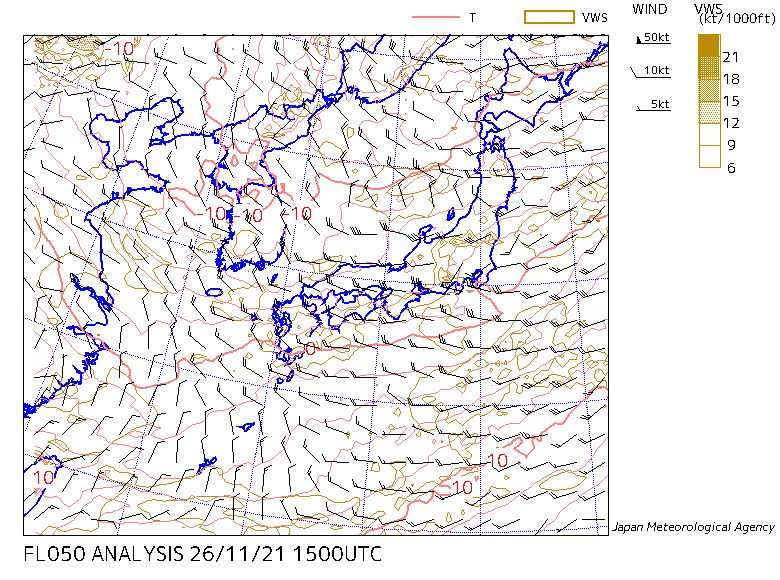 T
VWS
WIND
VWS
(kt/1000ft)
50kt
10kt
5kt
21
18
15
12
9
6
-10
-10
-10
-10
0
10
10
10
Japan Meteorological Agency
FL050 ANALYSIS 26/11/21 1500UTC